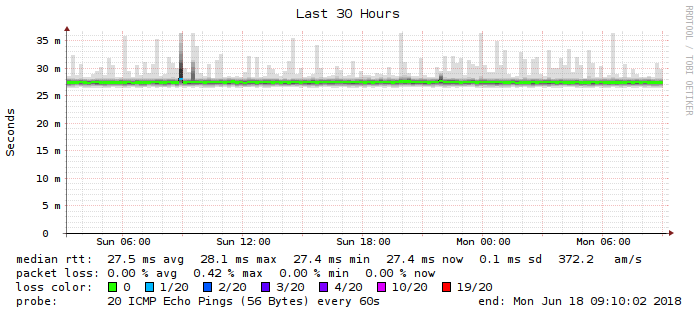 Last 30 Hours
RRDTOOL / TOBI OETIKER
Seconds
35 m
30 m
25 m
20 m
15 m
10 m
5 m
0
Sun 06:00 Sun 12:00 Sun 18:00 Mon 00:00 Mon 06:00
median rtt: 27.5 ms avg 28.1 ms max 27.4 ms min 27.4 ms now 0.1 ms sd 372.2 am/s
packet loss: 0.00 % avg 0.42 % max 0.00 % min 0.00 % now
loss color: 0 1/20 2/20 3/20 4/20 10/20 19/20
probe: 20 ICMP Echo Pings (56 Bytes) every 60s end: Mon Jun 18 09:10:02 2018